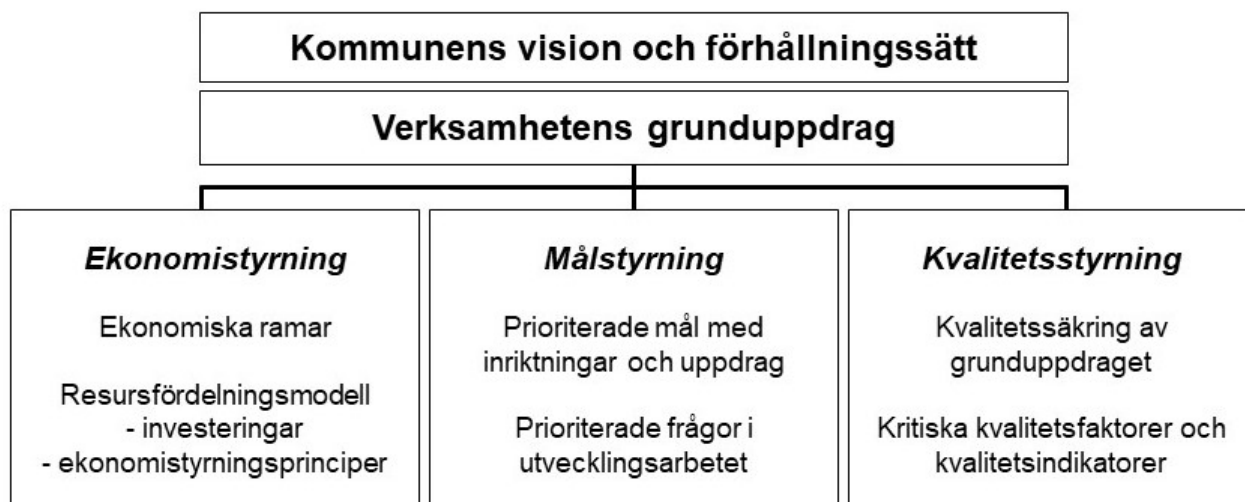 Kommunens vision och förhållningssätt
Verksamhetens grunduppdrag
Ekonomistyrning
Ekonomiska ramar
Resursfördelningsmodell
- investeringar
- ekonomistyrningsprinciper
Målstyrning
Prioriterade mål med
inriktningar och uppdrag
Prioriterade frågor i
utvecklingsarbetet
Kvalitetsstyrning
Kvalitetssäkring av
grunduppdraget
Kritiska kvalitetsfaktorer och
kvalitetsindikatorer